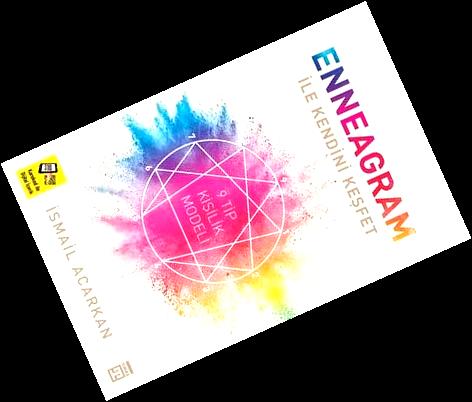 ENNEAGRAM
İLE KENDİNİ KEŞFET
9 TİP
KİŞİLİK
MODELİ
İSMAİL ACARKAN